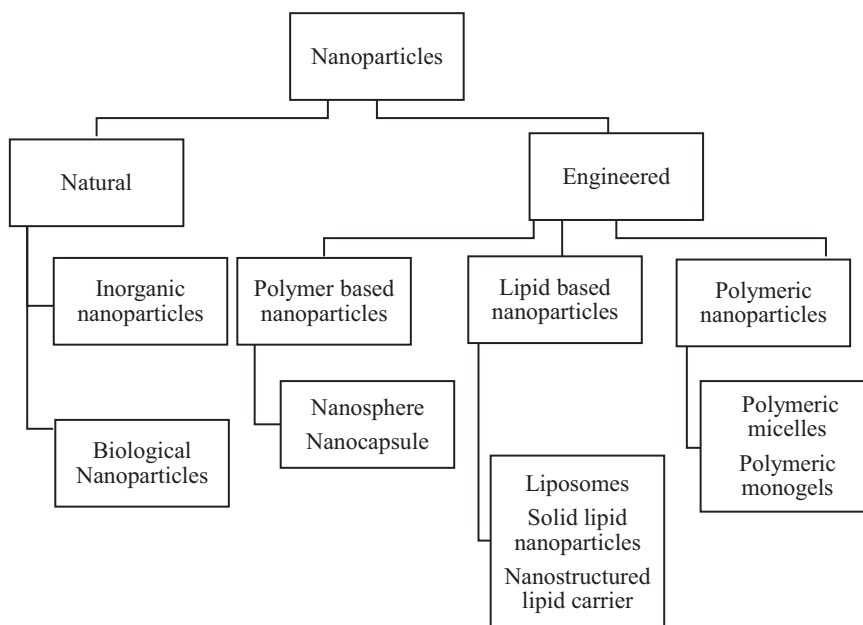 Nanoparticles
Natural
Engineered
Inorganic
nanoparticles
Polymer based
nanoparticles
Lipid based
nanoparticles
Polymeric
nanoparticles
Biological
Nanoparticles
Nanosphere
Nanocapsule
Liposomes
Solid lipid
nanoparticles
Nanostructured
lipid carrier
Polymeric
micelles
Polymeric
monogels